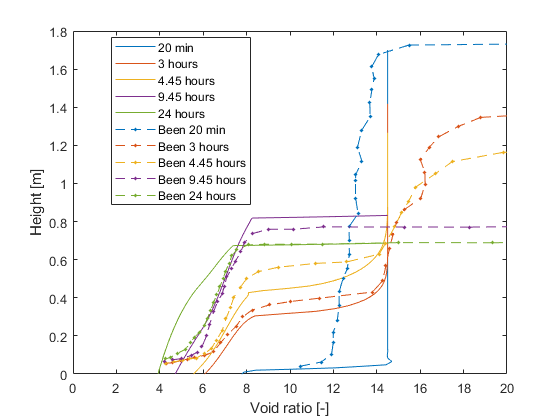 1.8
1.6
1.4
1.2
1
0.8
0.6
0.4
0.2
0
Height [m]
20 min
3 hours
4.45 hours
9.45 hours
24 hours
Been 20 min
Been 3 hours
Been 4.45 hours
Been 9.45 hours
Been 24 hours
0 2 4 6 8 10 12 14 16 18 20
Void ratio [-]